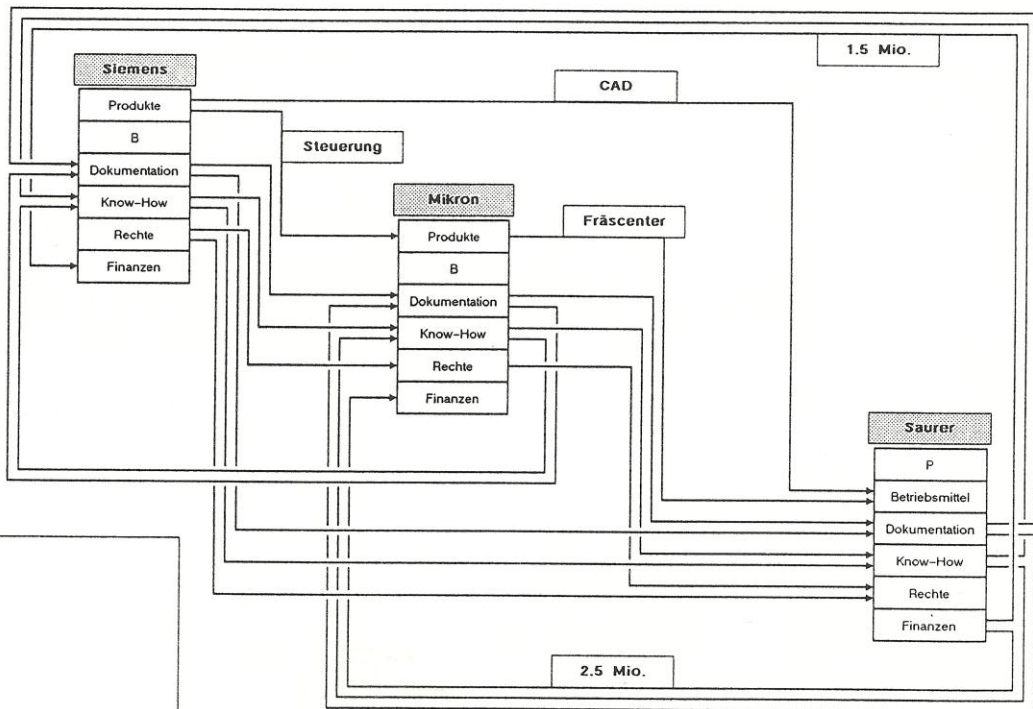 1.5 Mio.
Siemens
Produkte
B
Dokumentation
Know-How
Rechte
Finanzen
CAD
Steuerung
Mikron
Produkte
B
Dokumentation
Know-How
Rechte
Finanzen
Fräscenter
Saurer
P
Betriebsmittel
Dokumentation
Know-How
Rechte
Finanzen
2.5 Mio.